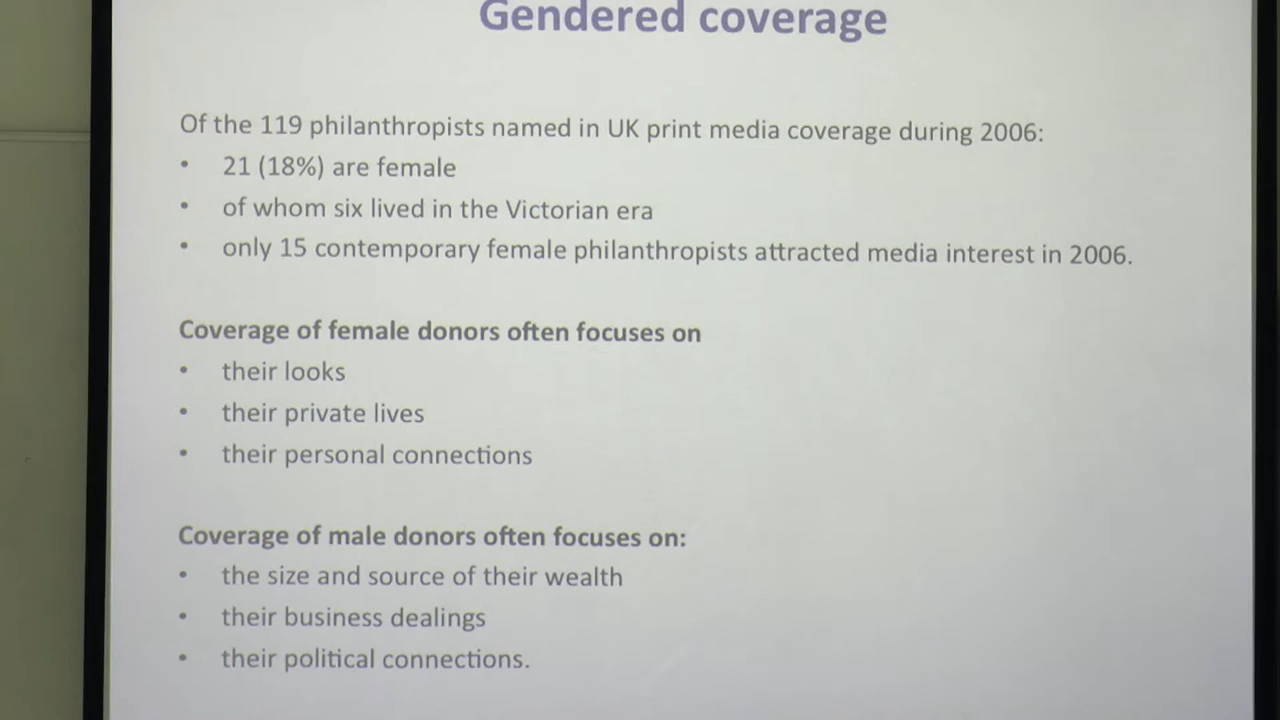 Gendered coverage
Of the 119 philanthropists named in UK print media coverage during 2006:
• 21 (18%) are female
• of whom six lived in the Victorian era
• only 15 contemporary female philanthropists attracted media interest in 2006.
Coverage of female donors often focuses on
• their looks
• their private lives
• their personal connections
Coverage of male donors often focuses on:
• the size and source of their wealth
• their business dealings
• their political connections.